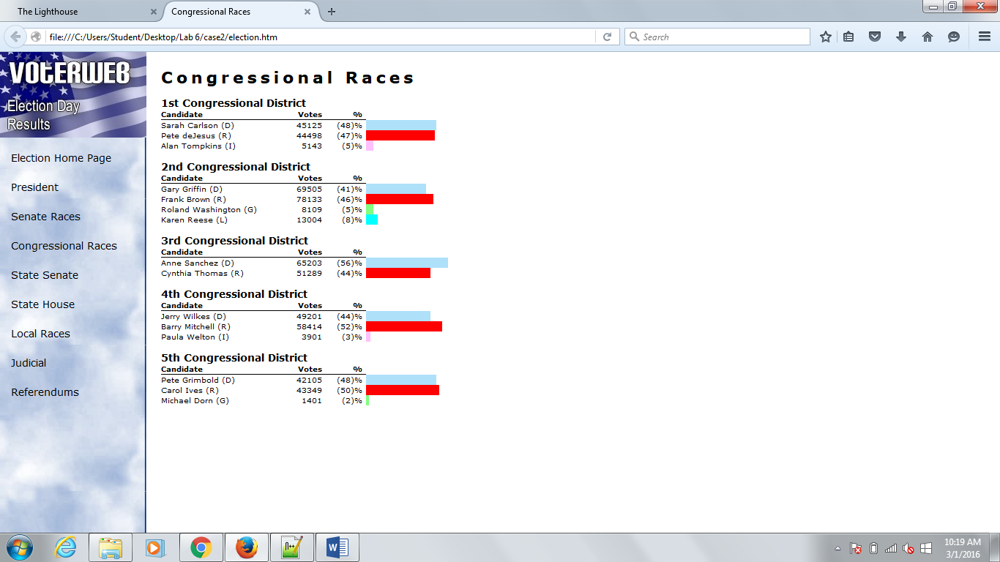 The Lighthouse
Congressional Races
file:///C:/Users/Student/Desktop/Lab 6/case2/election.htm
Search
VOTERWEB
Election Day
Results
Election Home Page
President
Senate Races
Congressional Races
State Senate
State House
Local Races
Judicial
Referendums
Congressional Races
1st Congressional District
Candidate Votes %
Sarah Carlson (D) 45125 (48)%
Pete deJesus (R) 44498 (47)%
Alan Tompkins (I) 5143 (5)%
2nd Congressional District
Candidate Votes %
Gary Griffin (D) 69505 (41)%
Frank Brown (R) 78133 (46)%
Roland Washington (G) 8109 (5)%
Karen Reese (L) 13004 (8)%
3rd Congressional District
Candidate Votes %
Anne Sanchez (D) 65203 (56)%
Cynthia Thomas (R) 51289 (44)%
4th Congressional District
Candidate Votes %
Jerry Wilkes (D) 49201 (44)%
Barry Mitchell (R) 58414 (52)%
Paula Welton (I) 3901 (3)%
5th Congressional District
Candidate Votes %
Pete Grimbold (D) 42105 (48)%
Carol Ives (R) 43349 (50)%
Michael Dorn (G) 1401 (2)%
10:19 AM
3/1/2016